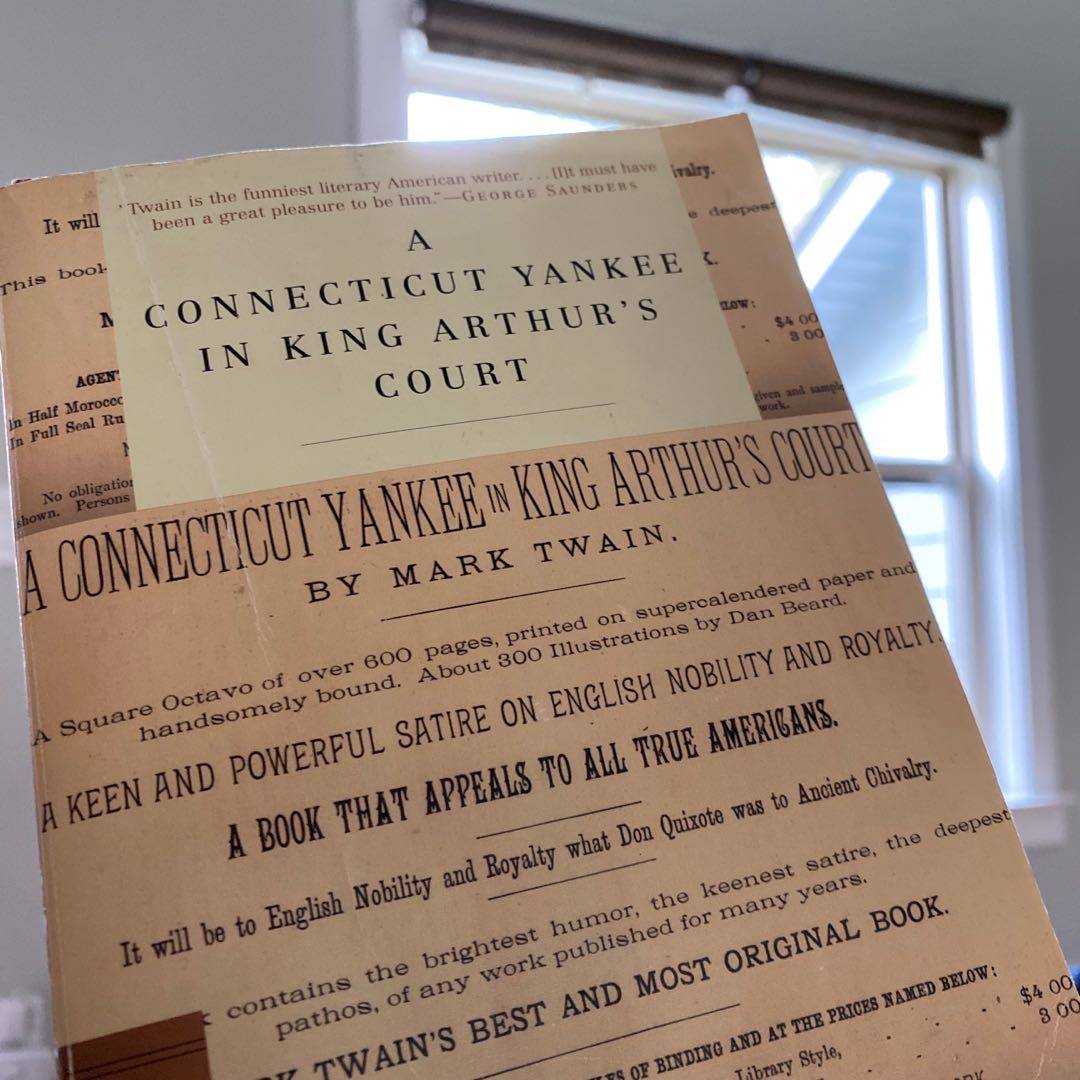 "Twain is the funniest literary American writer. . . . [I]t must have
been a great pleasure to be him."—GEORGE SAUNDERS
A
CONNECTICUT YANKEE
IN KING ARTHUR'S
COURT
It will
ivalry.
This book
e deepest
K.
AGEN
LOW:
$4 00
3 00
in Half Morocco
In Full Seal Ru
given and sampl
work.
No obligation
shown. Persons
A CONNECTICUT YANKEE IN KING ARTHUR'S COURT
BY MARK TWAIN.
A Square Octavo of over 600 pages, printed on supercalendered paper and
handsomely bound. About 300 Illustrations by Dan Beard.
A KEEN AND POWERFUL SATIRE ON ENGLISH NOBILITY AND ROYALTY.
A BOOK THAT APPEALS TO ALL TRUE AMERICANS.
It will be to English Nobility and Royalty what Don Quixote was to Ancient Chivalry.
contains the brightest humor, the keenest satire, the deepest
pathos, of any work published for many years.
K TWAIN'S BEST AND MOST ORIGINAL BOOK.
ES OF BINDING AND AT THE PRICES NAMED BELOW:
$4 00
Library Style,
3 00